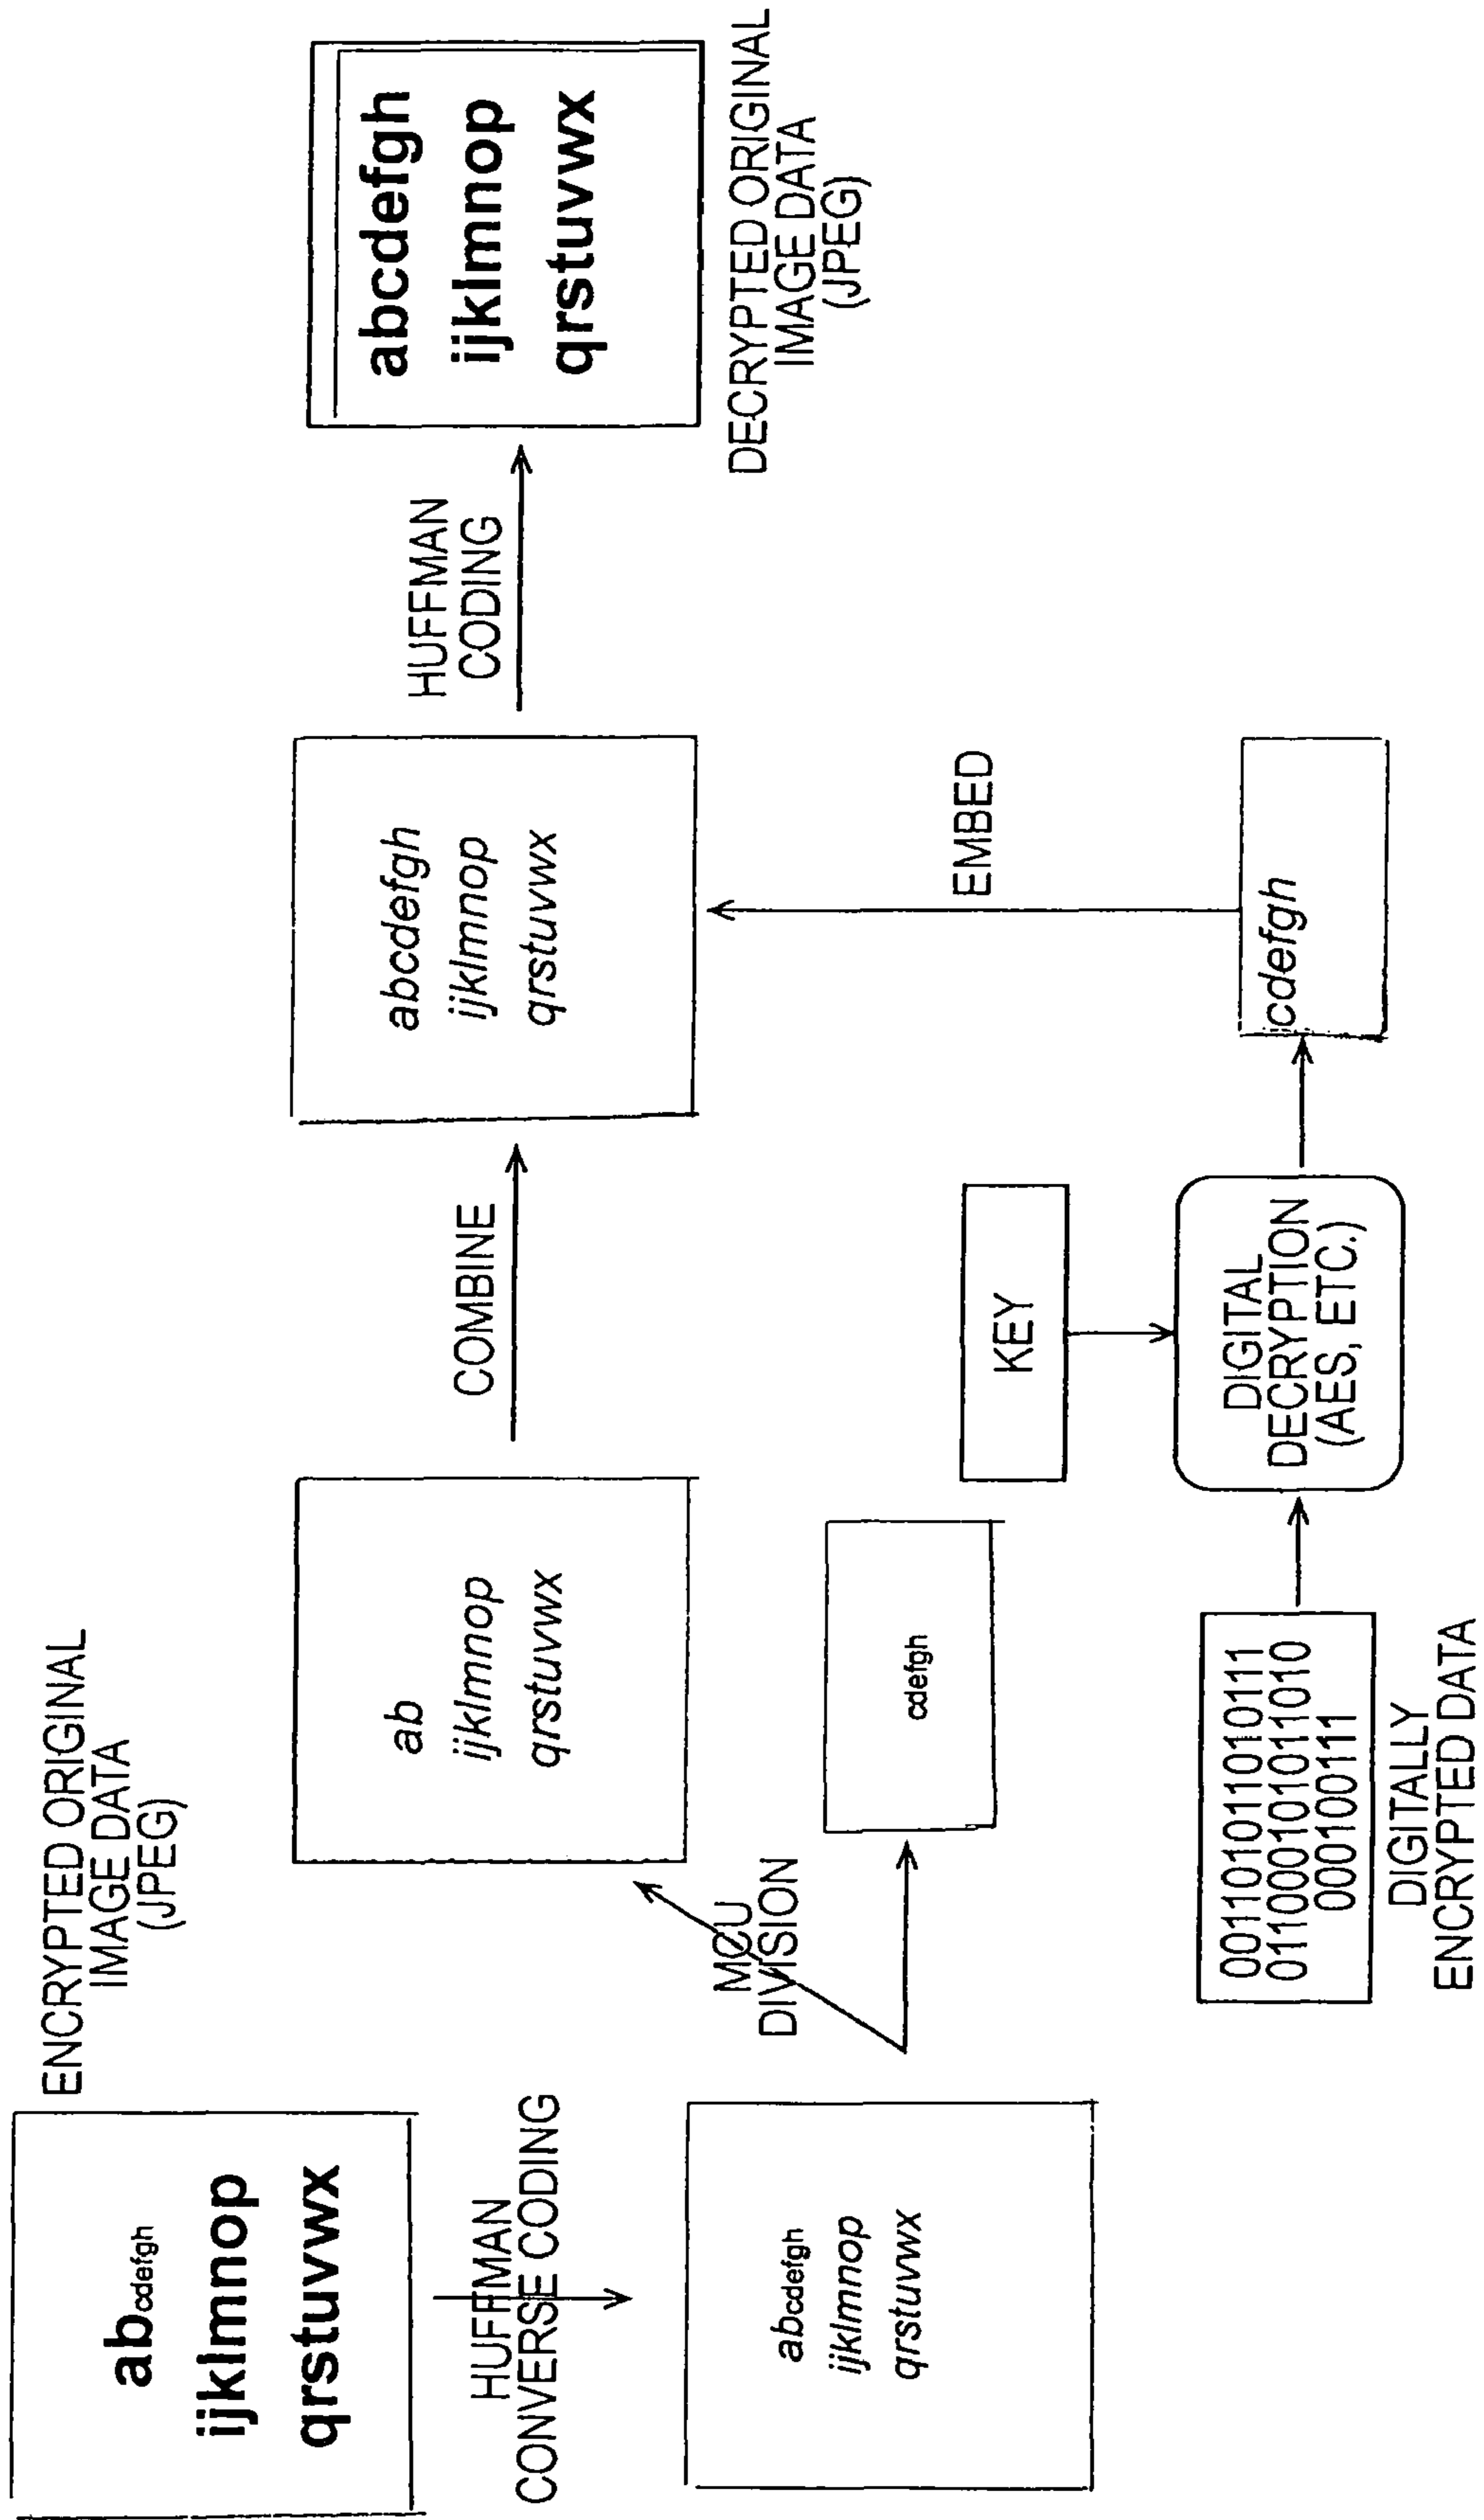 ENCRYPTED ORIGINAL
IMAGE DATA
(JPEG)
abcdefgh
ijklmnop
qrstuvwx
HUFFMAN
CONVERSE CODING
abcdefgh
ijklmnop
qrstuvwx
MCU
DIVISION
ab
ijklmnop
qrstuvwx
cdefgh
COMBINE
abcdefgh
ijklmnop
qrstuvwx
HUFFMAN
CODING
abcdefgh
ijklmnop
qrstuvwx
DECRYPTED ORIGINAL
IMAGE DATA
(JPEG)
EMBED
KEY
0110001010111010
000100111
DIGITALLY
ENCRYPTED DATA
DIGITAL
DECRYPTION
(AES, ETC.)
cdefgh